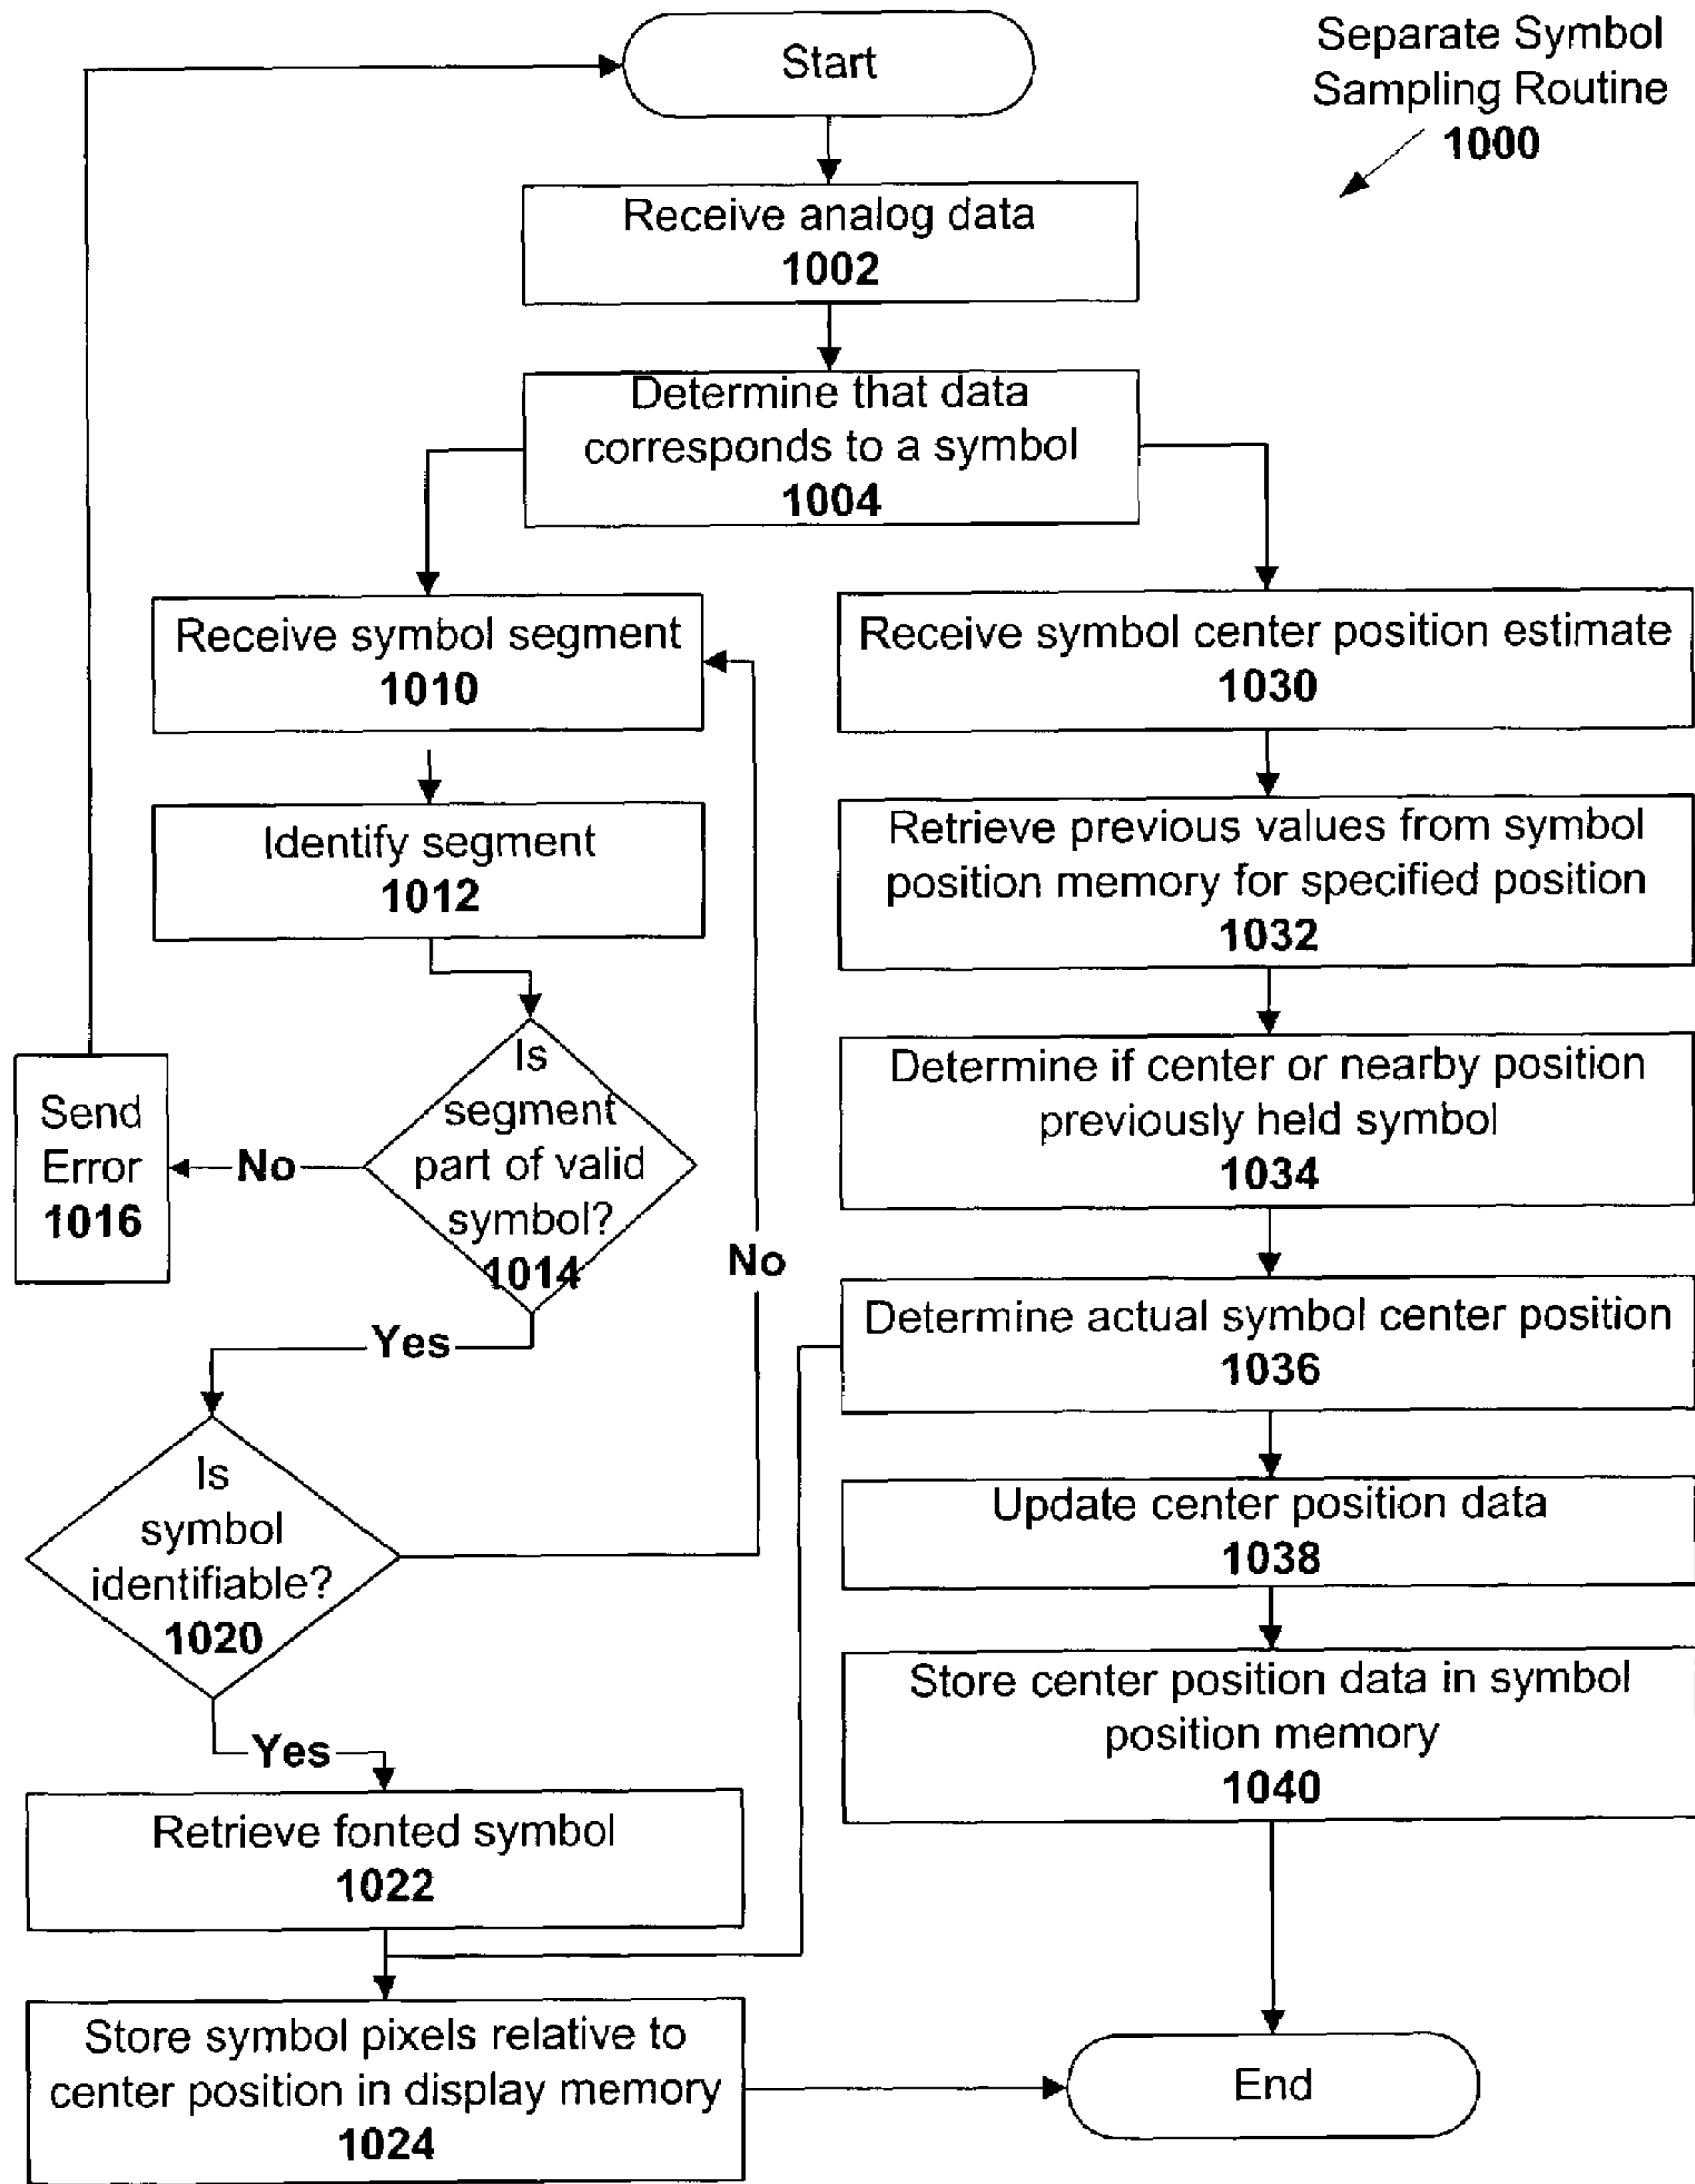 Separate Symbol
Sampling Routine
1000
Start
Receive analog data
1002
Determine that data
corresponds to a symbol
1004
Receive symbol segment
1010
Identify segment
1012
Is
segment
part of valid
symbol?
1014
No
Send
Error
1016
Yes
Is
symbol
identifiable?
1020
No
Yes
Retrieve fonted symbol
1022
Store symbol pixels relative to
center position in display memory
1024
Receive symbol center position estimate
1030
Retrieve previous values from symbol
position memory for specified position
1032
Determine if center or nearby position
previously held symbol
1034
Determine actual symbol center position
1036
Update center position data
1038
Store center position data in symbol
position memory
1040
End